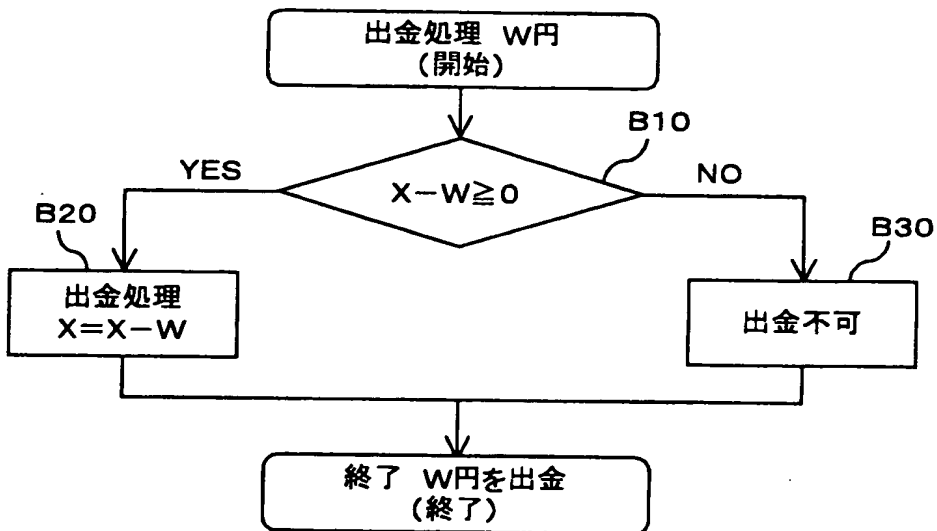 出金処理 W円
(開始)
B10
YES
X−W≧0
NO
B20
B30
出金処理
X=X−W
出金不可
終了 W円を出金
(終了)